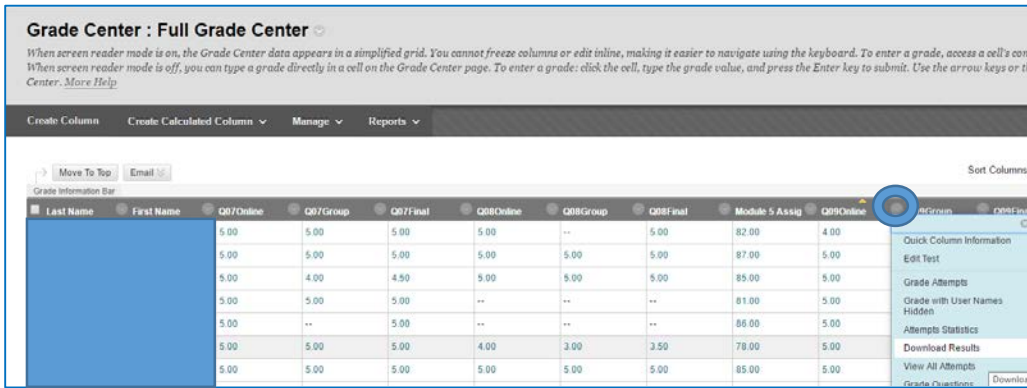 Grade Center : Full Grade Center
When screen reader mode is on, the Grade Center data appears in a simplified grid. You cannot freeze columns or edit inline, making it easier to navigate using the keyboard. To enter a grade, access a cell's
When screen reader mode is off, you can type a grade directly in a cell on the Grade Center page. To enter a grade: click the cell, type the grade value, and press the Enter key to submit. Use the arrow keys or
Center. More Help
Create Column Create Calculated Column Manage Reports
Move To Top Email Sort Columns
Grade Information Bar
Last Name First Name Q07Online Q07Group Q07Final Q08Online Q08Group Q08Final Module 5 Assig Q09Online
5.00 5.00 5.00 5.00 -- 5.00 82.00 4.00
5.00 5.00 5.00 5.00 5.00 5.00 87.00 5.00
5.00 4.00 4.50 5.00 5.00 5.00 85.00 5.00
5.00 5.00 5.00 -- -- -- 81.00 5.00
5.00 -- 5.00 -- -- -- 86.00 5.00
5.00 5.00 5.00 4.00 3.00 3.50 78.00 5.00
5.00 5.00 5.00 5.00 5.00 5.00 85.00 5.00
Quick Column Information
Edit Test
Grade Attempts
Grade with User Names
Hidden
Attempts Statistics
Download Results
View All Attempts
Grade Questions